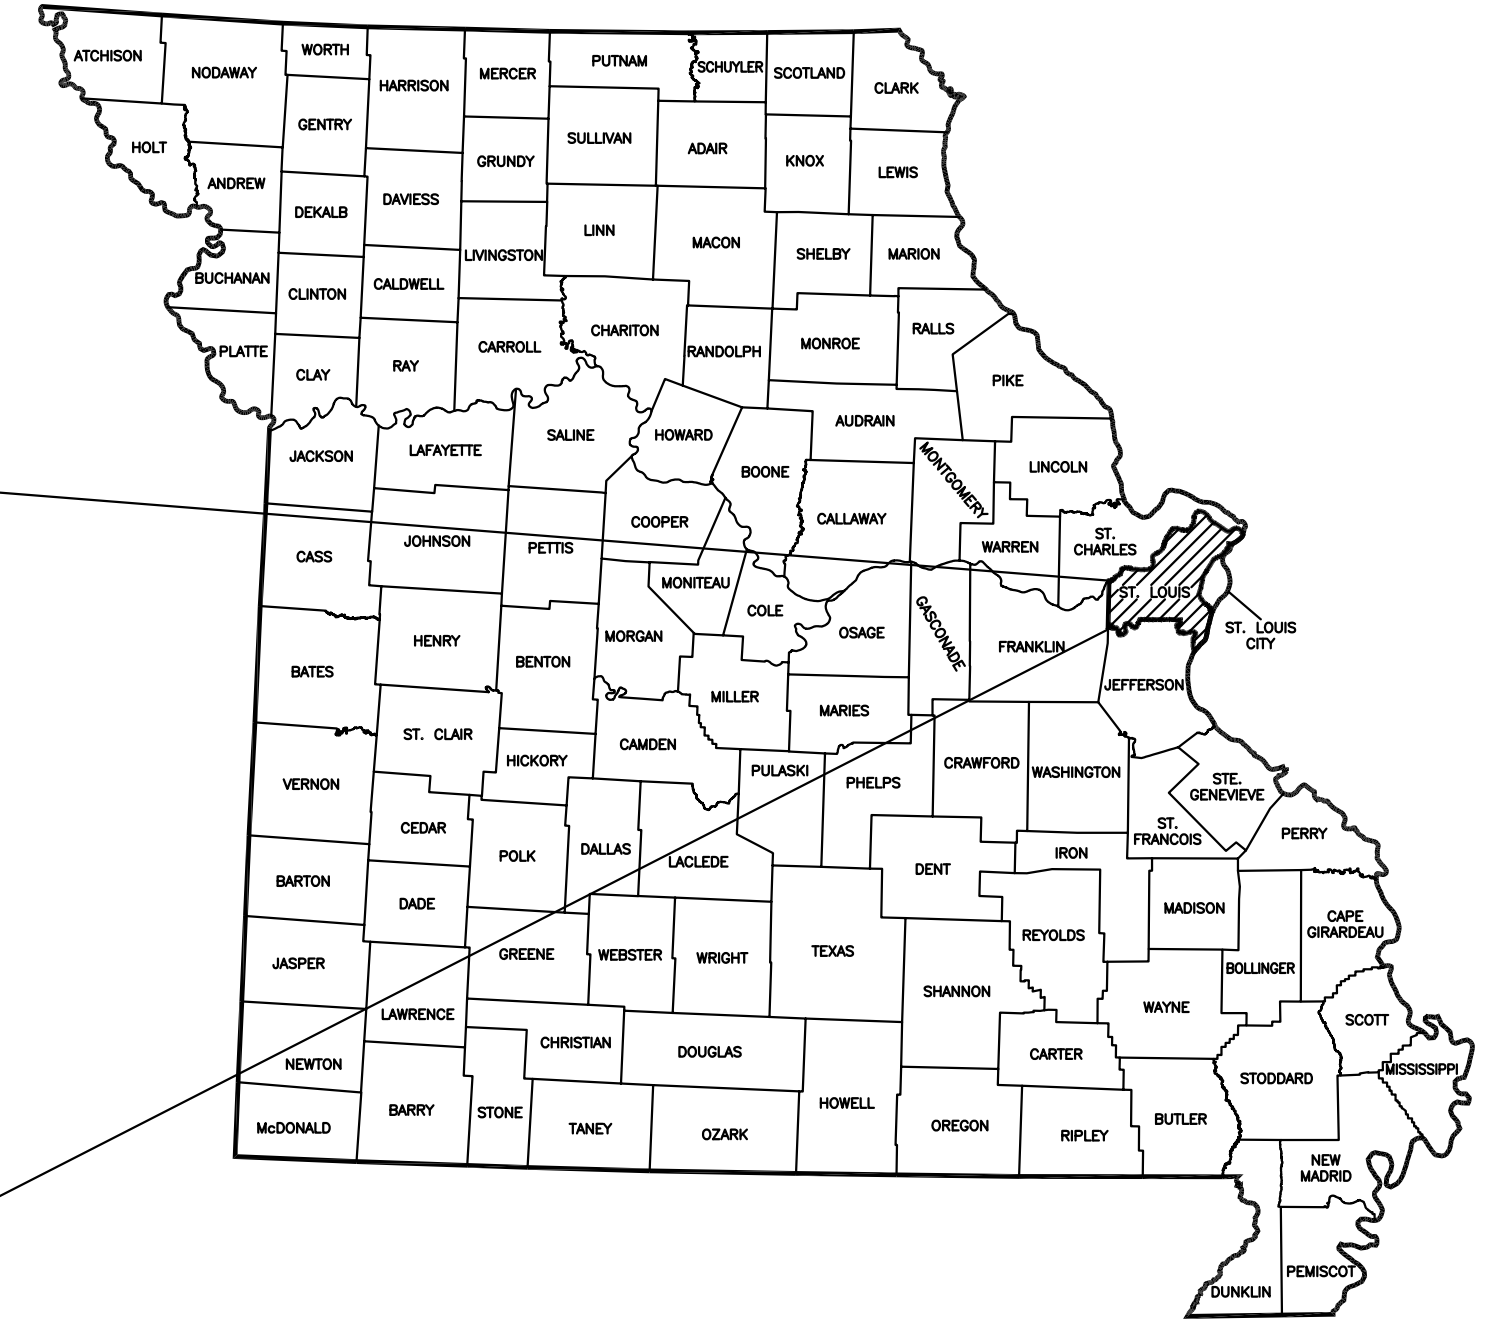 ATCHISON
NODAWAY
WORTH
HARRISON
MERCER
PUTNAM
SCHUYLER
SCOTLAND
CLARK
GENTRY
SULLIVAN
ADAIR
KNOX
LEWIS
HOLT
ANDREW
DEKALB
DAVIESS
GRUNDY
LINN
MACON
SHELBY
MARION
BUCHANAN
CLINTON
CALDWELL
LIVINGSTON
CHARITON
RANDOLPH
MONROE
RALLS
PIKE
PLATTE
CLAY
RAY
CARROLL
AUDRAIN
JACKSON
LAFAYETTE
SALINE
HOWARD
BOONE
MONTGOMERY
LINCOLN
COOPER
CALLAWAY
WARREN
ST.
CHARLES
CASS
JOHNSON
PETTIS
MONITEAU
COLE
OSAGE
GASCONADE
FRANKLIN
ST. LOUIS
ST. LOUIS
CITY
HENRY
BENTON
MORGAN
JEFFERSON
BATES
MILLER
MARIES
ST. CLAIR
HICKORY
CAMDEN
PULASKI
PHELPS
CRAWFORD
WASHINGTON
STE.
GENEVIEVE
VERNON
ST.
FRANCOIS
PERRY
CEDAR
POLK
DALLAS
LACLEDE
DENT
IRON
BARTON
DADE
MADISON
CAPE
GIRARDEAU
JASPER
GREENE
WEBSTER
WRIGHT
TEXAS
REYOLDS
BOLLINGER
SHANNON
WAYNE
SCOTT
LAWRENCE
CHRISTIAN
DOUGLAS
CARTER
STODDARD
MISSISSIPPI
NEWTON
BARRY
STONE
HOWELL
OREGON
RIPLEY
BUTLER
McDONALD
TANEY
OZARK
NEW
MADRID
DUNKLIN
PEMISCOT